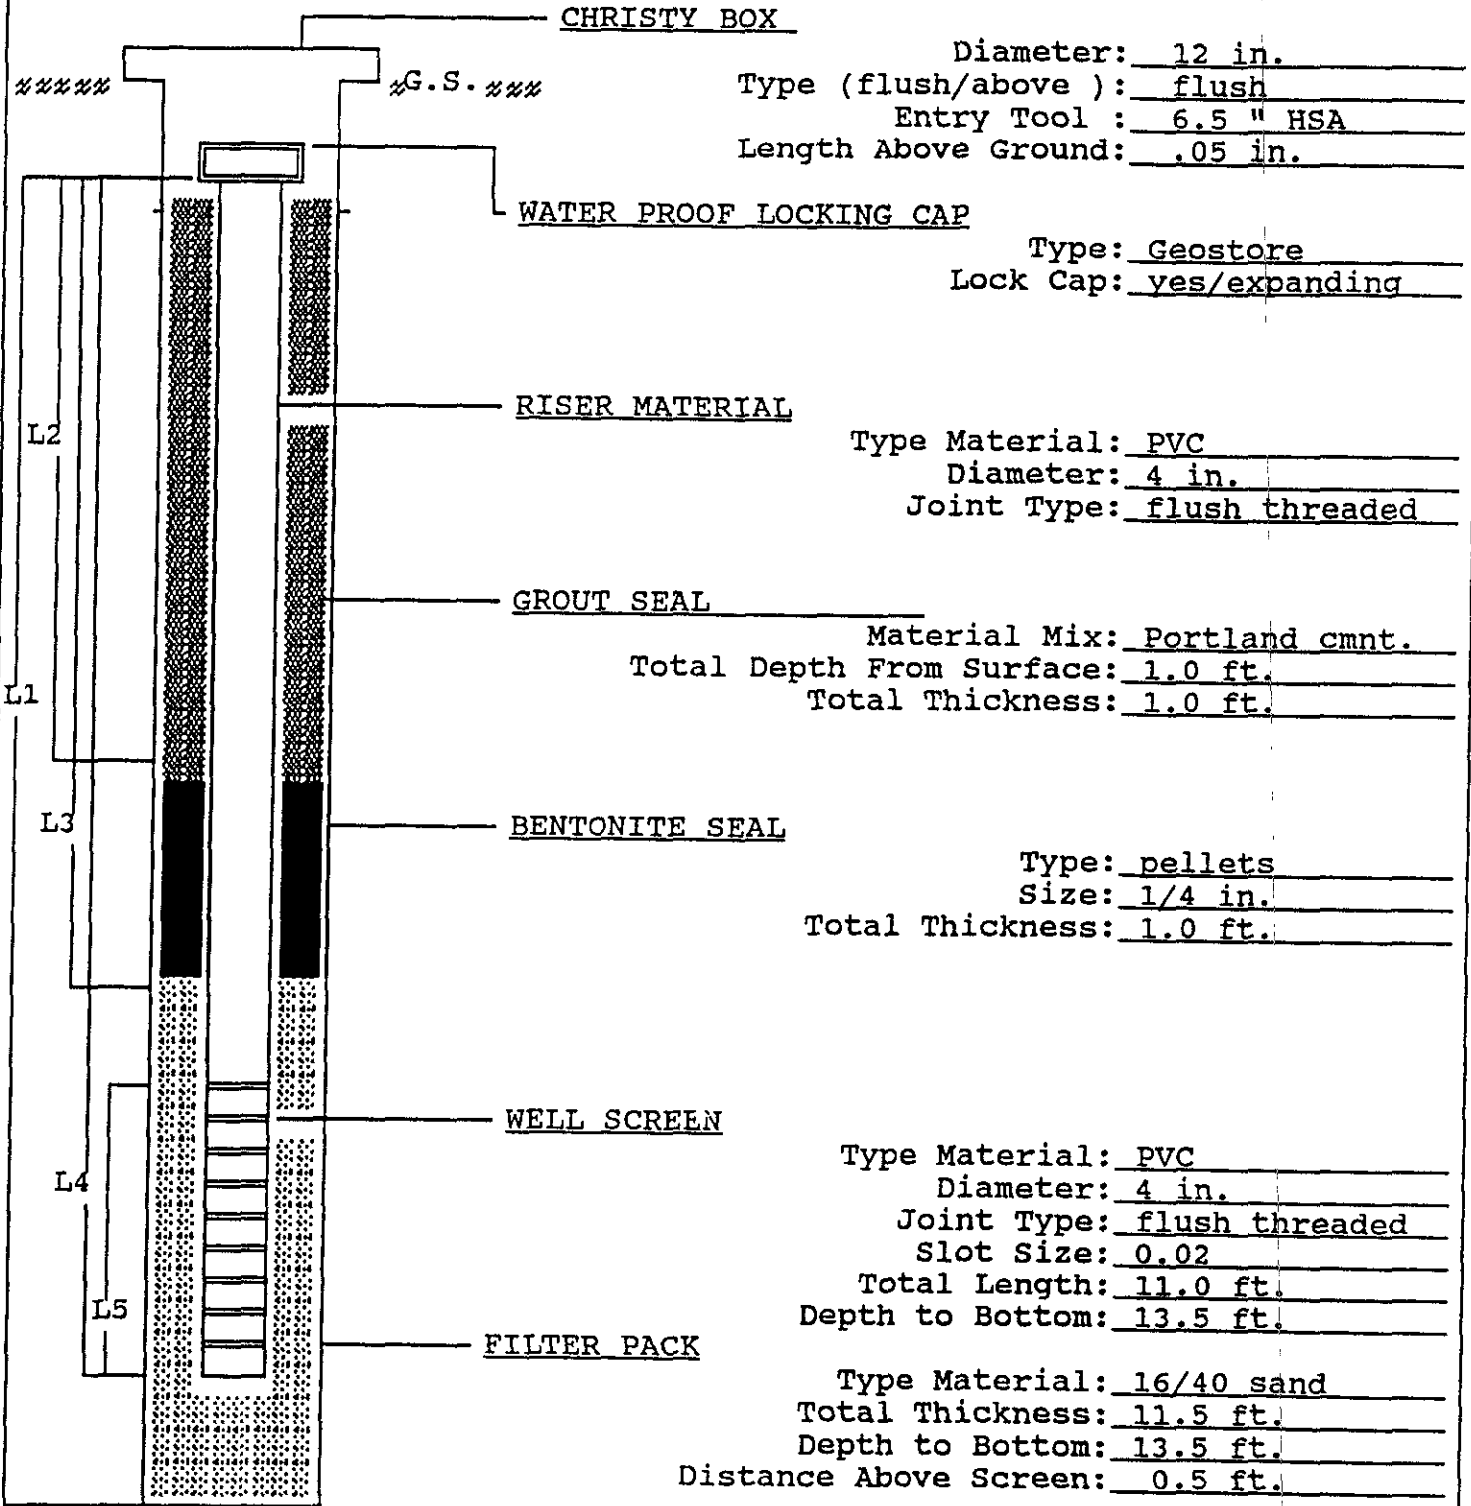 CHRISTY BOX
Diameter: 12 in.
G.S.
Type (flush/above ): flush
Entry Tool : 6.5 " HSA
Length Above Ground: .05 in.
WATER PROOF LOCKING CAP
Type: Geostore
Lock Cap: yes/expanding
RISER MATERIAL
L2
Type Material: PVC
Diameter: 4 in.
Joint Type: flush threaded
GROUT SEAL
Material Mix: Portland cmnt.
Total Depth From Surface: 1.0 ft.
L1
Total Thickness: 1.0 ft.
L3
BENTONITE SEAL
Type: pellets
Size: 1/4 in.
Total Thickness: 1.0 ft.
WELL SCREEN
Type Material: PVC
L4
Diameter: 4 in.
Joint Type: flush threaded
Slot Size: 0.02
Total Length: 11.0 ft.
L5
Depth to Bottom: 13.5 ft.
FILTER PACK
Type Material: 16/40 sand
Total Thickness: 11.5 ft.
Depth to Bottom: 13.5 ft.
Distance Above Screen: 0.5 ft.